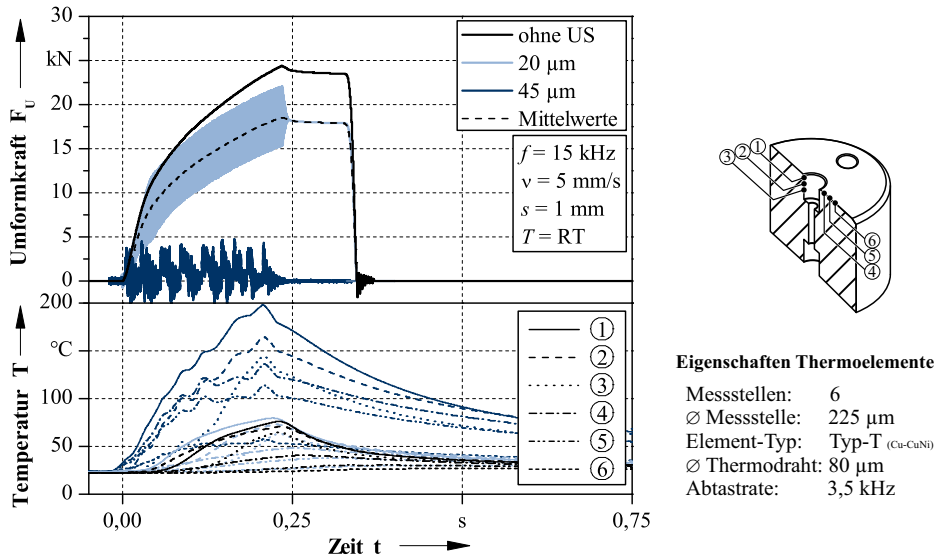 Umformkraft F_U
30
kN
20
15
10
5
0
ohne US
20 µm
45 µm
Mittelwerte
f = 15 kHz
ν = 5 mm/s
s = 1 mm
T = RT
Temperatur T
200
°C
100
50
0
①
②
③
④
⑤
⑥
0,00
0,25
s
0,75
Zeit t
③ ② ①
⑥
⑤
④
Eigenschaften Thermoelemente
Messstellen: 6
∅ Messstelle: 225 µm
Element-Typ: Typ-T (Cu-CuNi)
∅ Thermodraht: 80 µm
Abtastrate: 3,5 kHz